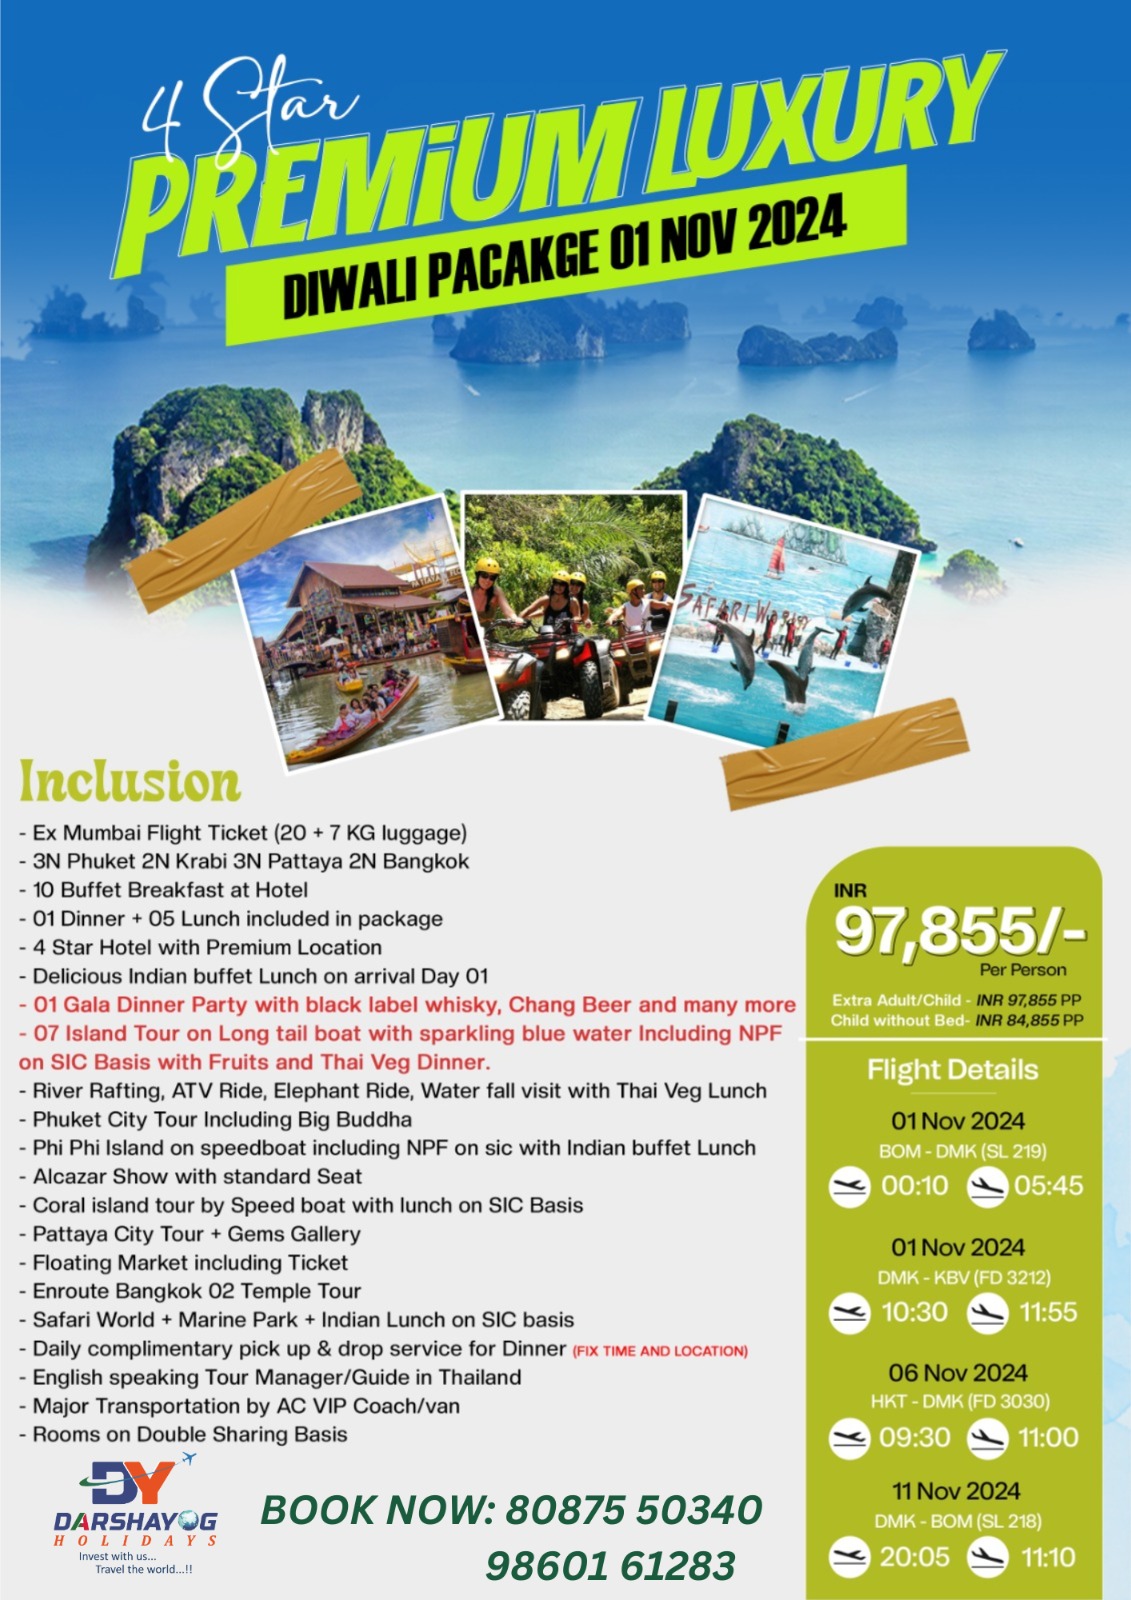 4 Star
PREMiUM LUXURY
DIWALI PACAKGE 01 NOV 2024
SAFARI WORLD
Inclusion
- Ex Mumbai Flight Ticket (20 + 7 KG luggage)
- 3N Phuket 2N Krabi 3N Pattaya 2N Bangkok
- 10 Buffet Breakfast at Hotel
- 01 Dinner + 05 Lunch included in package
- 4 Star Hotel with Premium Location
- Delicious Indian buffet Lunch on arrival Day 01
- 01 Gala Dinner Party with black label whisky, Chang Beer and many more
- 07 Island Tour on Long tail boat with sparkling blue water Including NPF
on SIC Basis with Fruits and Thai Veg Dinner.
- River Rafting, ATV Ride, Elephant Ride, Water fall visit with Thai Veg Lunch
- Phuket City Tour Including Big Buddha
- Phi Phi Island on speedboat including NPF on sic with Indian buffet Lunch
- Alcazar Show with standard Seat
- Coral island tour by Speed boat with lunch on SIC Basis
- Pattaya City Tour + Gems Gallery
- Floating Market including Ticket
- Enroute Bangkok 02 Temple Tour
- Safari World + Marine Park + Indian Lunch on SIC basis
- Daily complimentary pick up & drop service for Dinner (FIX TIME AND LOCATION)
- English speaking Tour Manager/Guide in Thailand
- Major Transportation by AC VIP Coach/van
- Rooms on Double Sharing Basis
INR
97,855/-
Per Person
Extra Adult/Child - INR 97,855 PP
Child without Bed- INR 84,855 PP
Flight Details
01 Nov 2024
BOM - DMK (SL 219)
00:10 05:45
01 Nov 2024
DMK - KBV (FD 3212)
10:30 11:55
06 Nov 2024
HKT - DMK (FD 3030)
09:30 11:00
11 Nov 2024
DMK - BOM (SL 218)
20:05 11:10
DY
DARSHAYOG
HOLIDAYS
Invest with us...
Travel the world...!!
BOOK NOW: 80875 50340
98601 61283